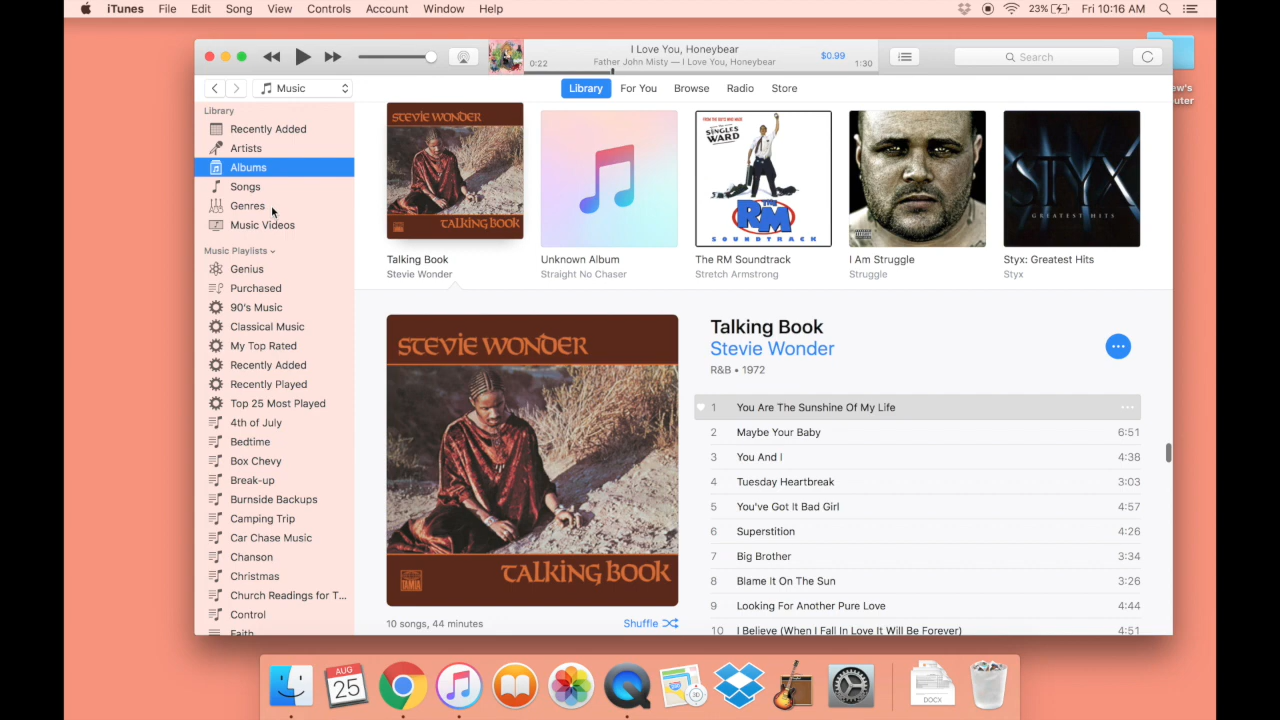 iTunes File Edit Song View Controls Account Window Help 23% Fri 10:16 AM
I Love You, Honeybear
0:22 Father John Misty — I Love You, Honeybear $0.99 1:30
Search
Music Library For You Browse Radio Store
Library
Recently Added
Artists
Albums
Songs
Genres
Music Videos
Music Playlists
Genius
Purchased
90's Music
Classical Music
My Top Rated
Recently Added
Recently Played
Top 25 Most Played
4th of July
Bedtime
Box Chevy
Break-up
Burnside Backups
Camping Trip
Car Chase Music
Chanson
Christmas
Church Readings for T...
Control
Faith
STEVIE WONDER
TALKING BOOK
Talking Book
Stevie Wonder
Unknown Album
Straight No Chaser
THE SINGLES WARD
THE RM
SOUNDTRACK
The RM Soundtrack
Stretch Armstrong
I Am Struggle
Struggle
STYX
GREATEST HITS
Styx: Greatest Hits
Styx
STEVIE WONDER
TAMLA
TALKING BOOK
10 songs, 44 minutes Shuffle
Talking Book
Stevie Wonder
R&B • 1972
1 You Are The Sunshine Of My Life
2 Maybe Your Baby 6:51
3 You And I 4:38
4 Tuesday Heartbreak 3:03
5 You've Got It Bad Girl 4:57
6 Superstition 4:26
7 Big Brother 3:34
8 Blame It On The Sun 3:26
9 Looking For Another Pure Love 4:44
10 I Believe (When I Fall In Love It Will Be Forever) 4:51
ew's
uter
AUG
25
3D
DOCX